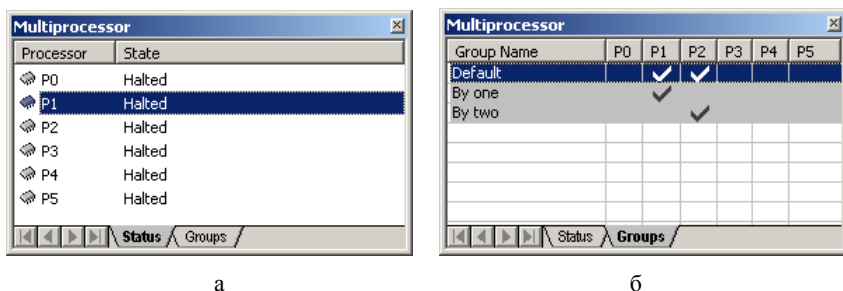 Multiprocessor
Processor State
P0 Halted
P1 Halted
P2 Halted
P3 Halted
P4 Halted
P5 Halted
Status Groups
а
Multiprocessor
Group Name P0 P1 P2 P3 P4 P5
Default
By one
By two
Status Groups
б